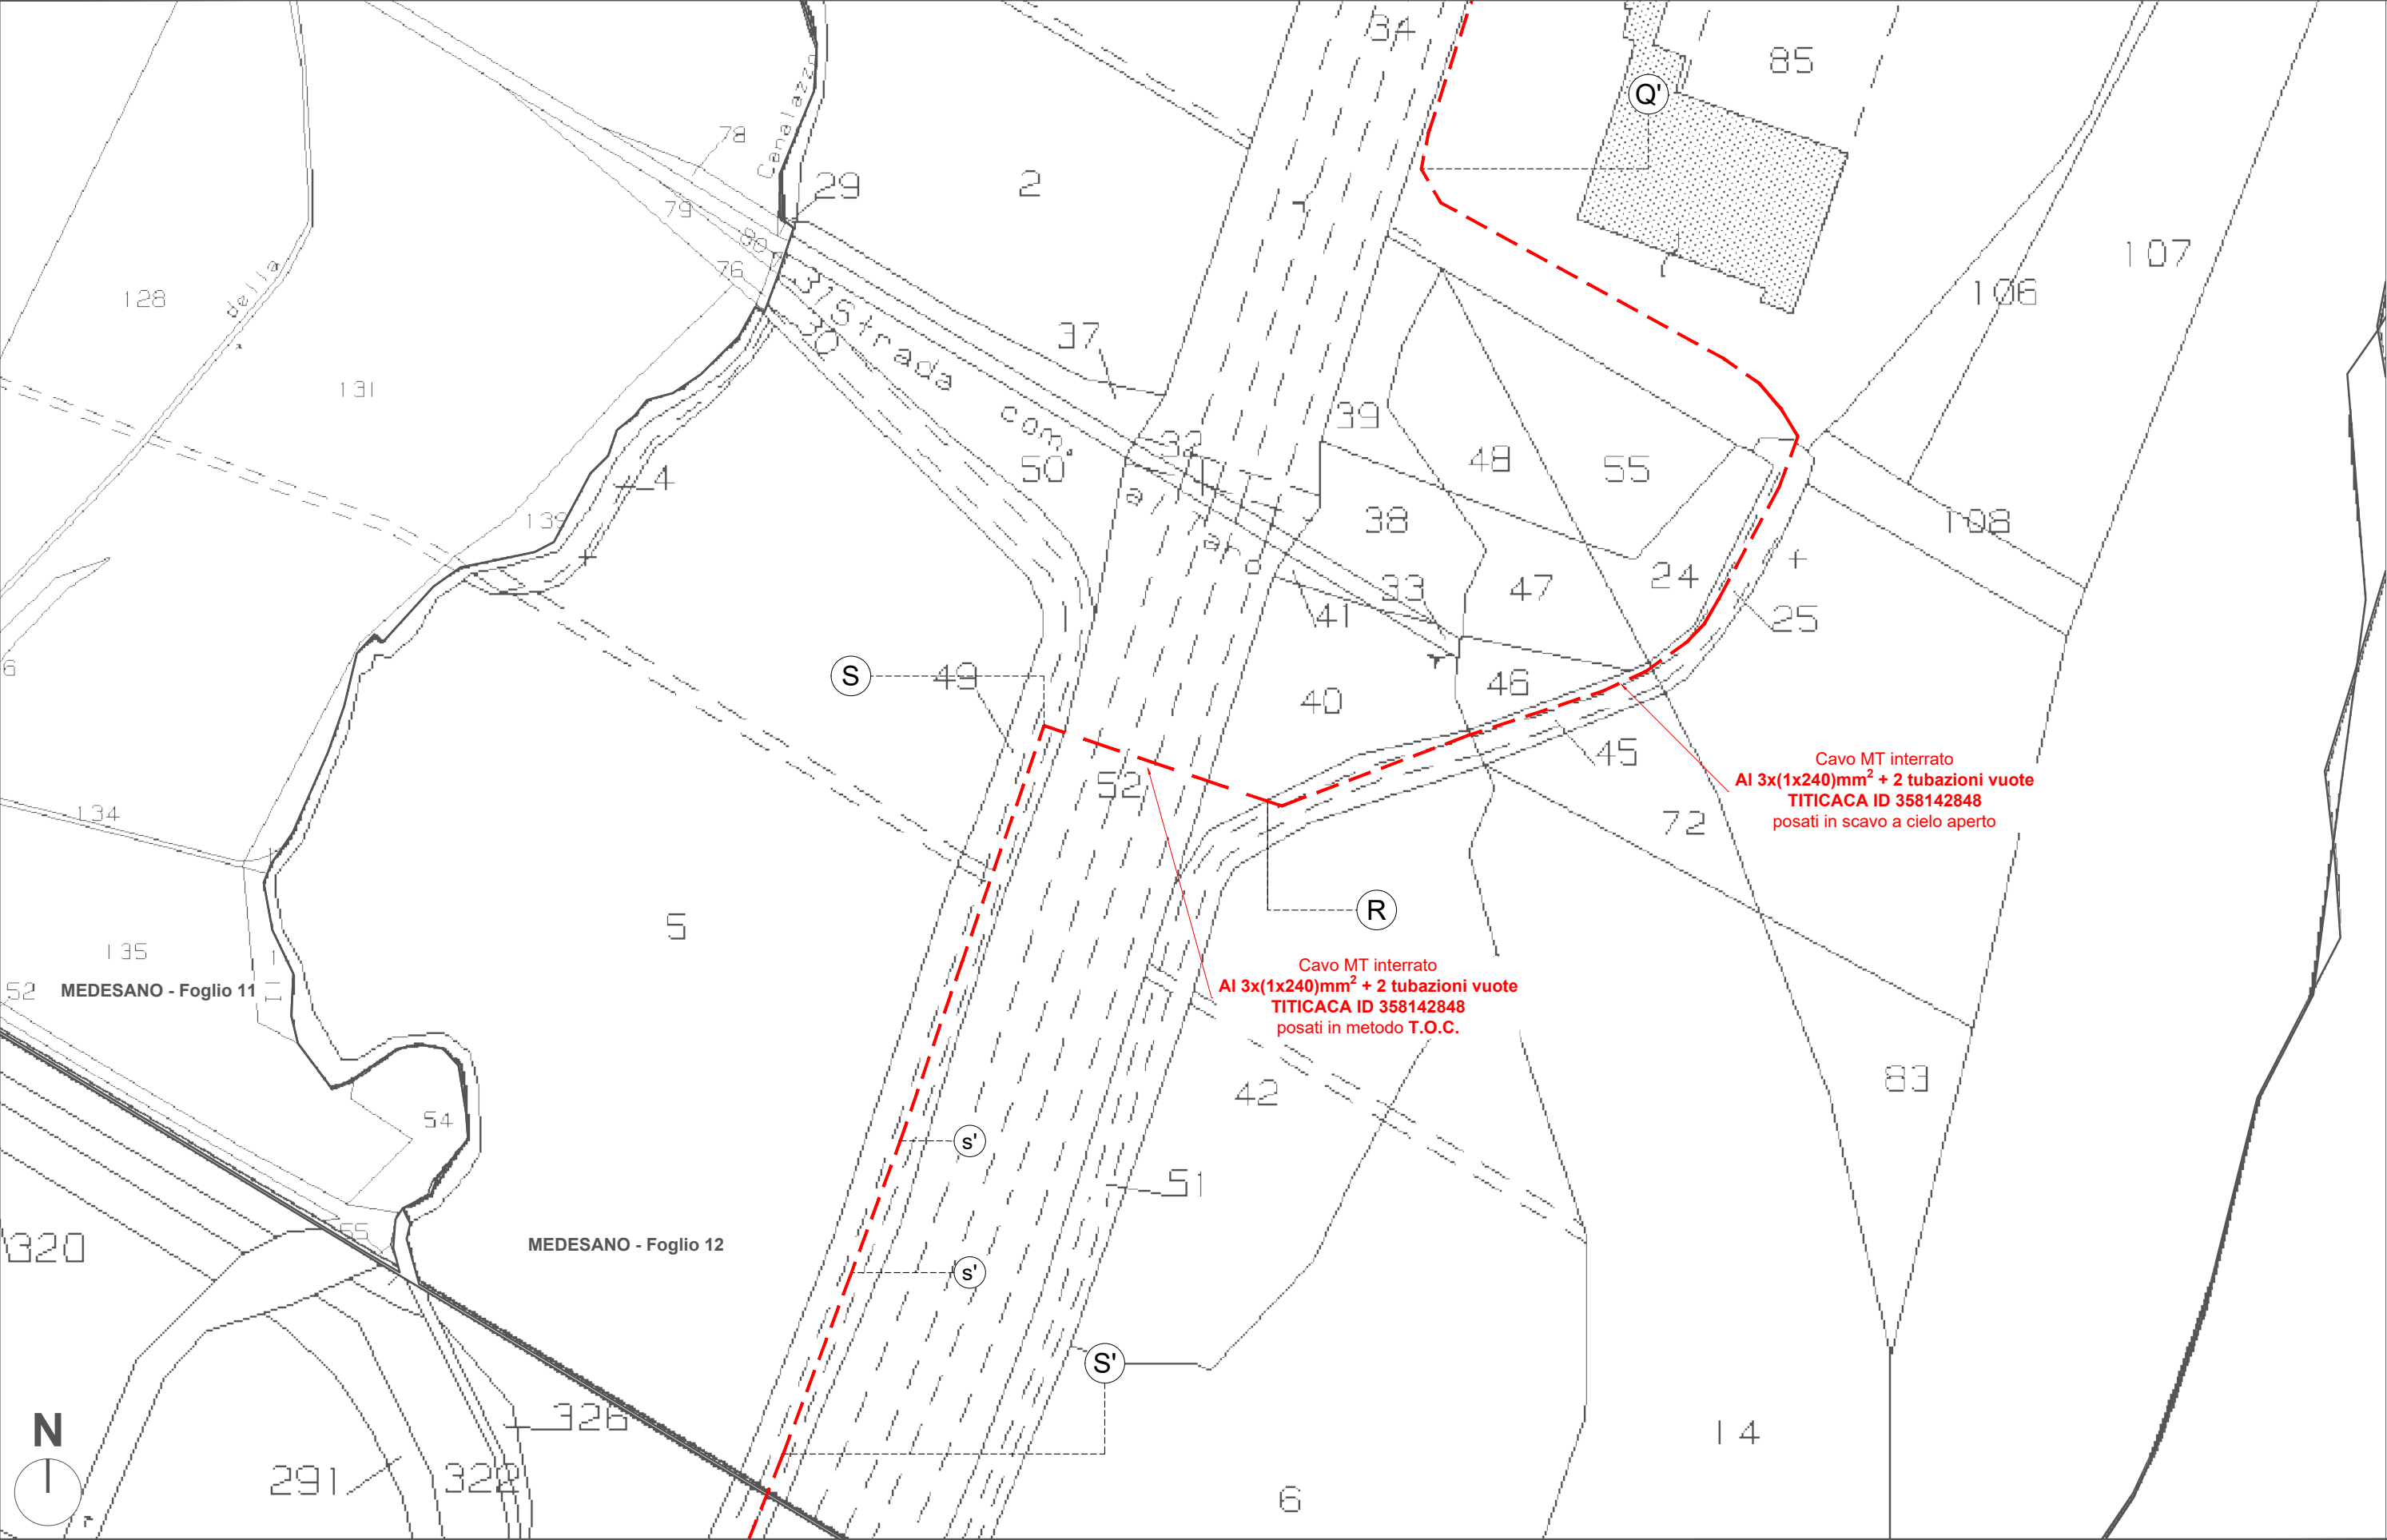 34
85
Q'
78
Canalazzo
29
2
79
80
76
107
106
128
della
31
Strada
30
37
com.
131
39
32
50
48
55
4
139
38
108
47
24
33
41
25
6
S
49
40
46
45
52
Cavo MT interrato
Al 3x(1x240)mm² + 2 tubazioni vuote
TITICACA ID 358142848
posati in scavo a cielo aperto
134
72
R
5
135
52
MEDESANO - Foglio 11
Cavo MT interrato
Al 3x(1x240)mm² + 2 tubazioni vuote
TITICACA ID 358142848
posati in metodo T.O.C.
42
83
54
s'
51
55
320
MEDESANO - Foglio 12
s'
S'
326
14
N
291
322
6